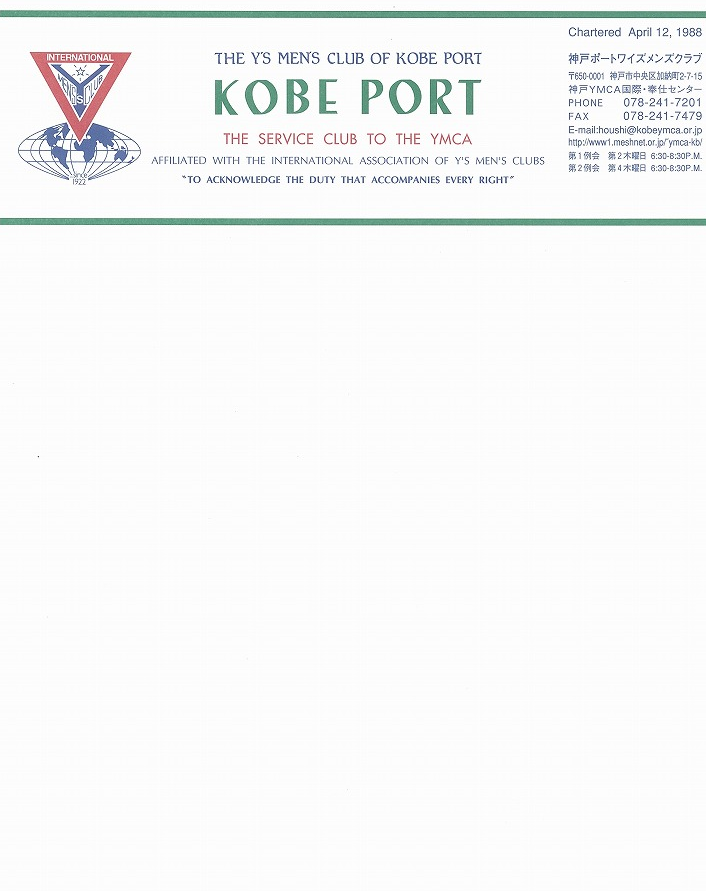 INTERNATIONAL
Y
MEN'S CLUB
since
1922
THE Y'S MEN'S CLUB OF KOBE PORT
KOBE PORT
THE SERVICE CLUB TO THE YMCA
AFFILIATED WITH THE INTERNATIONAL ASSOCIATION OF Y'S MEN'S CLUBS
"TO ACKNOWLEDGE THE DUTY THAT ACCOMPANIES EVERY RIGHT"
Chartered April 12, 1988
神戸ポートワイズメンズクラブ
〒650-0001 神戸市中央区加納町2-7-15
神戸YMCA国際・奉仕センター
PHONE 078-241-7201
FAX 078-241-7479
E-mail:houshi@kobeymca.or.jp
http://www1.meshnet.or.jp/~ymca-kb/
第1例会 第2木曜日 6:30-8:30P.M.
第2例会 第4木曜日 6:30-8:30P.M.